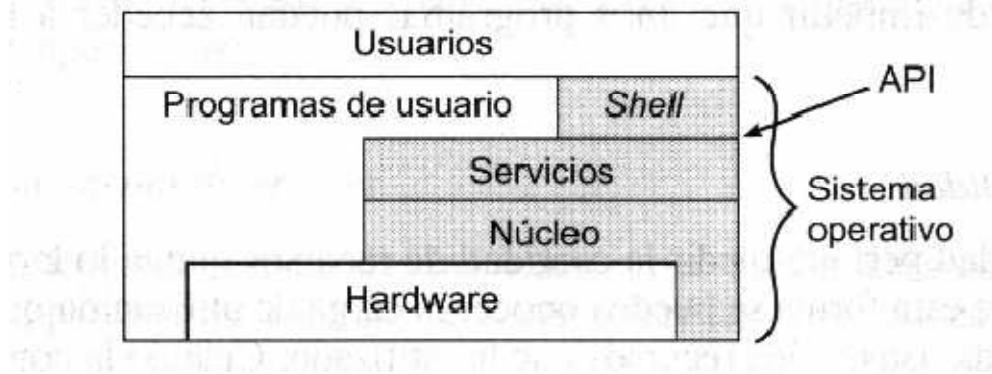 Usuarios
API
Programas de usuario
Shell
Servicios
Sistema
operativo
Núcleo
Hardware